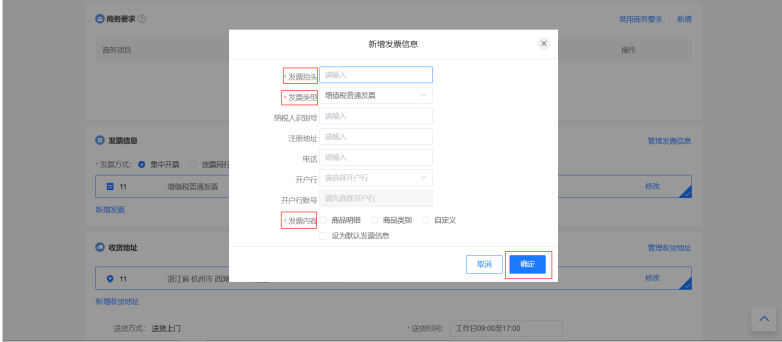 商务要求
常用商务要求 新增
商务项目
操作
新增发票信息
* 发票抬头 请输入
* 发票类型 增值税普通发票
纳税人识别号 请输入
注册地址 请输入
电话 请输入
开户行 请选择开户行
开户行账号 请先选择开户行
* 发票内容 商品明细 商品类别 自定义
设为默认发票信息
取消 确定
发票信息
管理发票信息
* 发票方式: 集中开票 货票同行
11 增值税普通发票
修改
新增发票
收货地址
管理收货地址
11 浙江省 杭州市 西湖
修改
新增收货地址
送货方式: 送货上门
* 送货时间: 工作日09:00至17:00